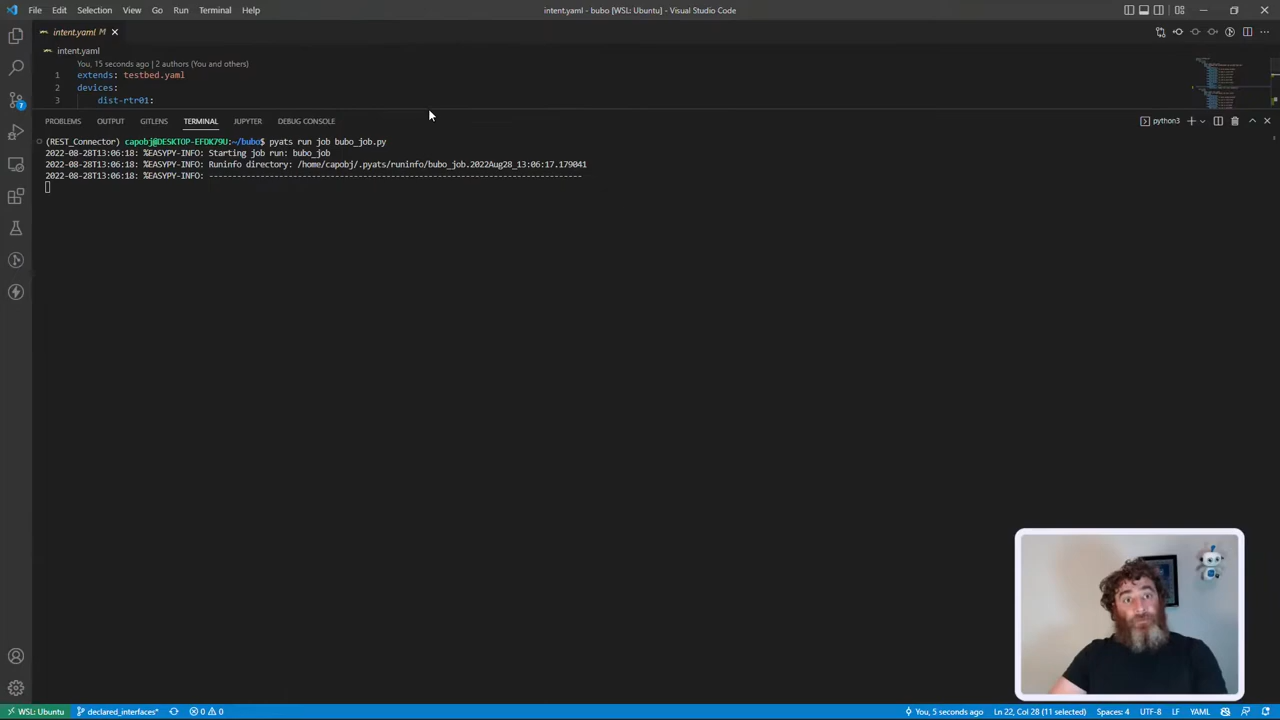 File Edit Selection View Go Run Terminal Help
intent.yaml - bubo [WSL: Ubuntu] - Visual Studio Code
intent.yaml M
intent.yaml
You, 15 seconds ago | 2 authors (You and others)
1 extends: testbed.yaml
2 devices:
3 dist-rtr01:
PROBLEMS OUTPUT GITLENS TERMINAL JUPYTER DEBUG CONSOLE
python3
(REST_Connector) capobj@DESKTOP-EFDK79U:~/bubo$ pyats run job bubo_job.py
2022-08-28T13:06:18: %EASYPY-INFO: Starting job run: bubo_job
2022-08-28T13:06:18: %EASYPY-INFO: Runinfo directory: /home/capobj/.pyats/runinfo/bubo_job.2022Aug28_13:06:17.179041
2022-08-28T13:06:18: %EASYPY-INFO: --------------------------------------------------------------------------------
7
WSL: Ubuntu declared_interfaces* 0 0 You, 5 seconds ago Ln 22, Col 28 (11 selected) Spaces: 4 UTF-8 LF YAML